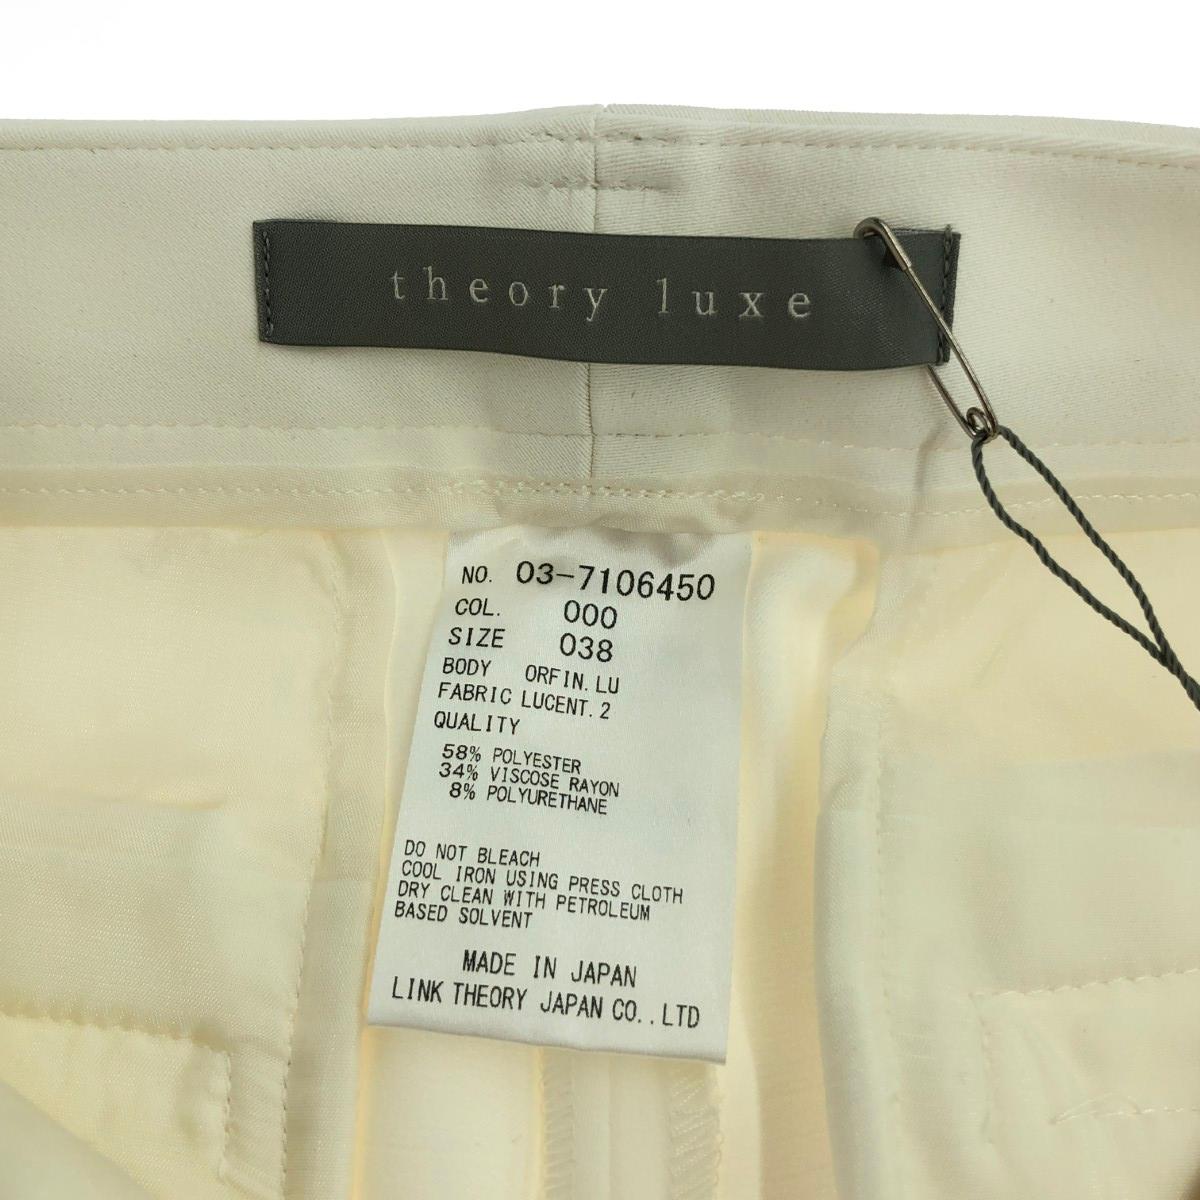 theory luxe
NO. 03-7106450
COL. 000
SIZE 038
BODY ORFIN.LU
FABRIC LUCENT.2
QUALITY
58% POLYESTER
34% VISCOSE RAYON
8% POLYURETHANE
DO NOT BLEACH
COOL IRON USING PRESS CLOTH
DRY CLEAN WITH PETROLEUM
BASED SOLVENT
MADE IN JAPAN
LINK THEORY JAPAN CO.,LTD